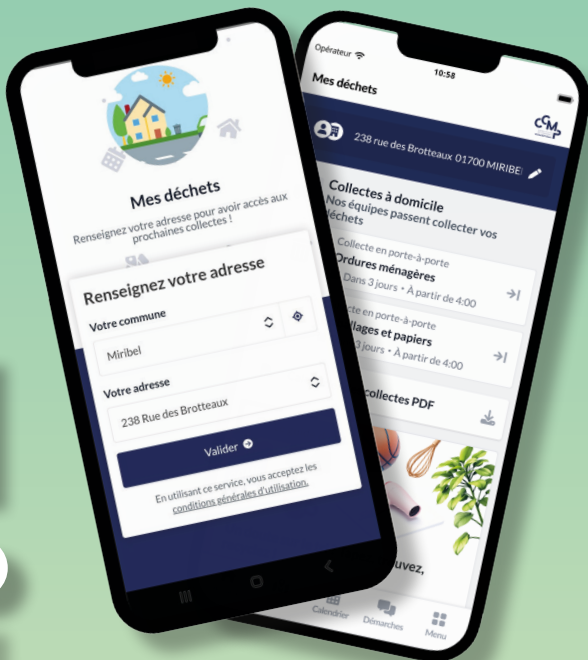 Mes déchets
Renseignez votre adresse pour avoir accès aux
prochaines collectes !
Renseignez votre adresse
Votre commune
Miribel
Votre adresse
238 Rue des Brotteaux
Valider
En utilisant ce service, vous acceptez les
conditions générales d'utilisation.
Opérateur
10:58
Mes déchets
CCMP
238 rue des Brotteaux 01700 MIRIBE
Collectes à domicile
Nos équipes passent collecter vos
déchets
Collecte en porte-à-porte
Ordures ménagères
Dans 3 jours • À partir de 4:00
en porte-à-porte
et papiers
3 jours • À partir de 4:00
collectes PDF
Calendrier
Démarches
Menu